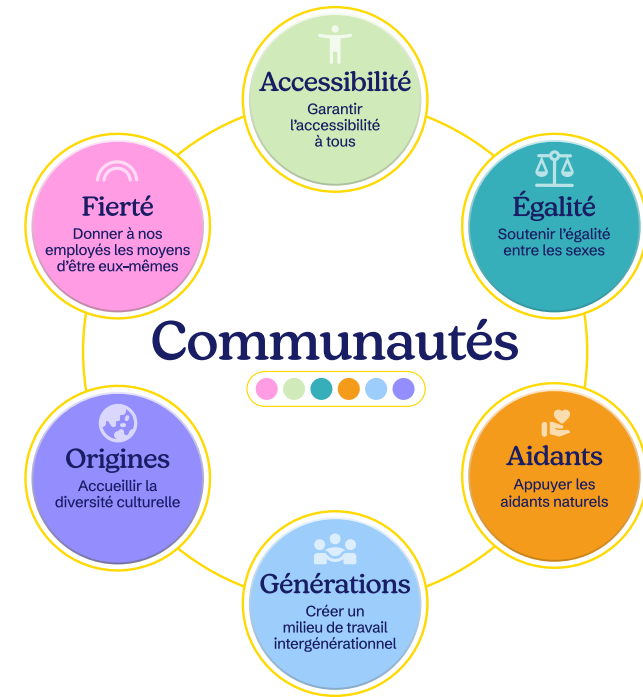 Accessibilité
Garantir
l'accessibilité
à tous
Fierté
Donner à nos
employés les moyens
d'être eux-mêmes
Égalité
Soutenir l'égalité
entre les sexes
Communautés
Origines
Accueillir la
diversité culturelle
Aidants
Appuyer les
aidants naturels
Générations
Créer un
milieu de travail
intergénérationnel